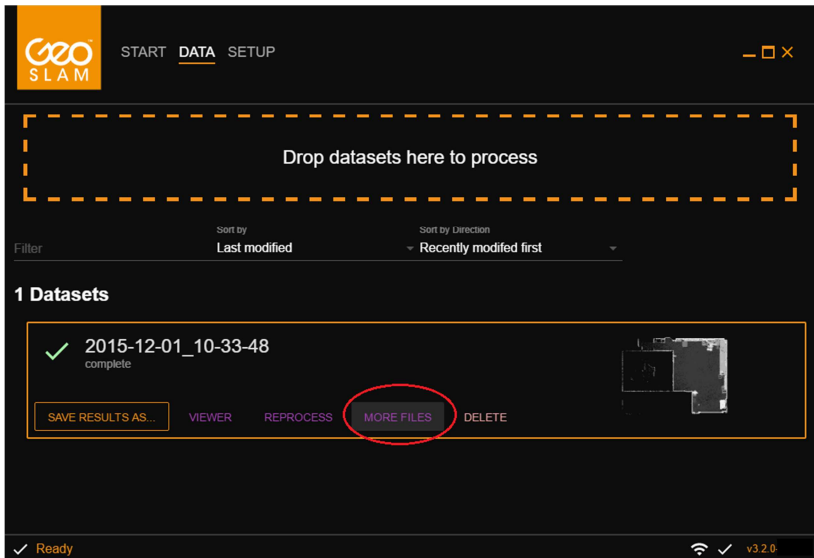 GEO
SLAM
START DATA SETUP
Drop datasets here to process
Sort by
Sort by Direction
Filter
Last modified
Recently modifed first
1 Datasets
2015-12-01_10-33-48
complete
SAVE RESULTS AS... VIEWER REPROCESS MORE FILES DELETE
Ready
v3.2.0-